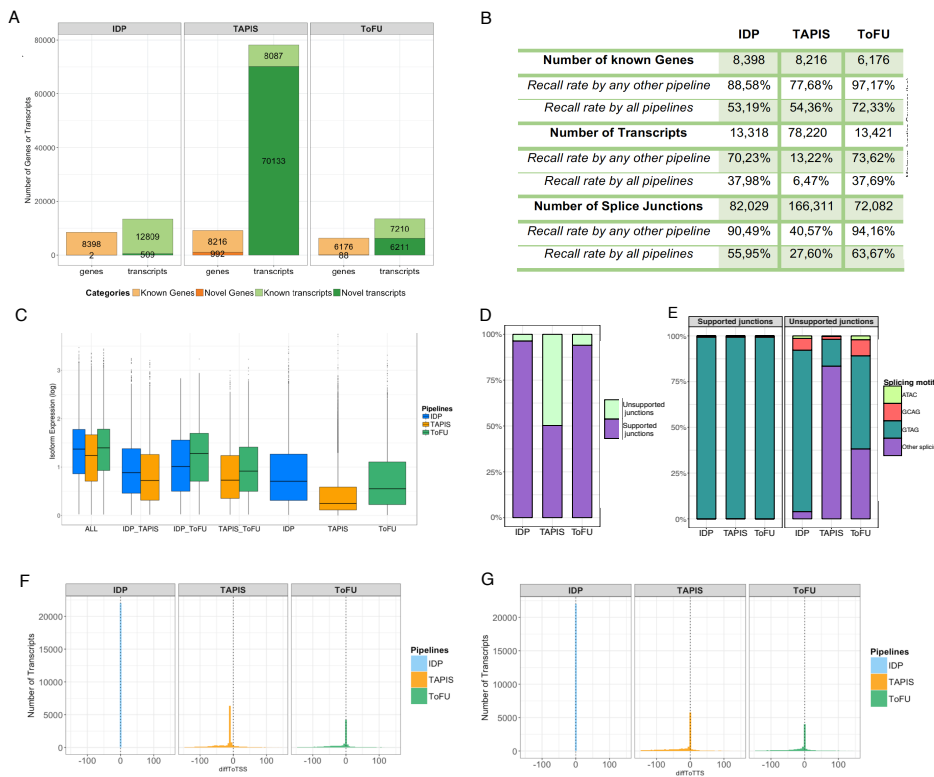 A
IDP TAPIS ToFU
Number of Genes or Transcripts
80000
60000
40000
20000
0
8398
2
12809
509
8216
992
8087
70133
6176
88
7210
6211
genes transcripts genes transcripts genes transcripts
Categories Known Genes Novel Genes Known transcripts Novel transcripts
B
IDP TAPIS ToFU
Number of known Genes 8,398 8,216 6,176
Recall rate by any other pipeline 88,58% 77,68% 97,17%
Recall rate by all pipelines 53,19% 54,36% 72,33%
Number of Transcripts 13,318 78,220 13,421
Recall rate by any other pipeline 70,23% 13,22% 73,62%
Recall rate by all pipelines 37,98% 6,47% 37,69%
Number of Splice Junctions 82,029 166,311 72,082
Recall rate by any other pipeline 90,49% 40,57% 94,16%
Recall rate by all pipelines 55,95% 27,60% 63,67%
C
Isoform Expression (log)
3
2
1
0
ALL IDP_TAPIS IDP_ToFU TAPIS_ToFU IDP TAPIS ToFU
Pipelines
IDP
TAPIS
ToFU
D
100%
75%
50%
25%
0%
IDP TAPIS ToFU
Unsupported
junctions
Supported
junctions
E
Supported junctions Unsupported junctions
100%
75%
50%
25%
0%
IDP TAPIS ToFU IDP TAPIS ToFU
Splicing motif
ATAC
GCAG
GTAG
Other splici
F
IDP TAPIS ToFU
Number of Transcripts
20000
15000
10000
5000
0
-100 0 100 -100 0 100 -100 0 100
diffToTSS
Pipelines
IDP
TAPIS
ToFU
G
IDP TAPIS ToFU
Number of Transcripts
20000
15000
10000
5000
0
-100 0 100 -100 0 100 -100 0 100
diffToTTS
Pipelines
IDP
TAPIS
ToFU